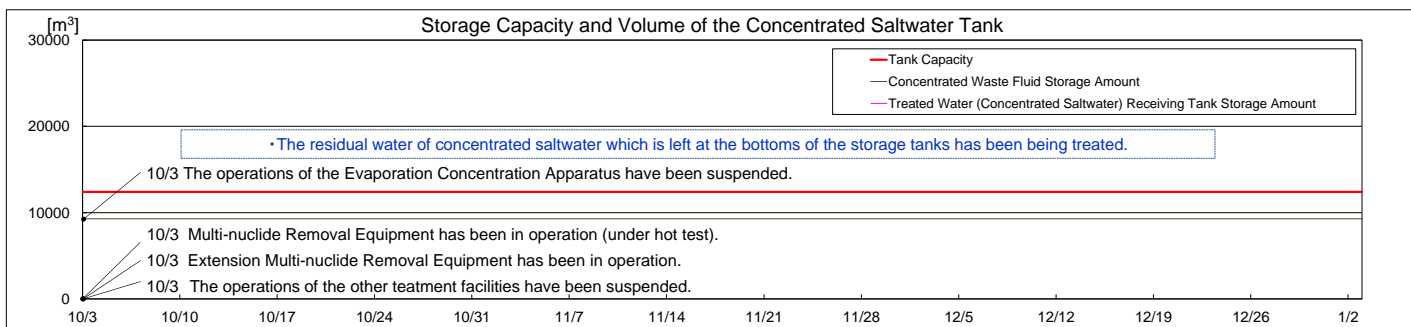 Storage Capacity and Volume of the Concentrated Saltwater Tank
[m³]
30000
20000
10000
0
Tank Capacity
Concentrated Waste Fluid Storage Amount
Treated Water (Concentrated Saltwater) Receiving Tank Storage Amount
・The residual water of concentrated saltwater which is left at the bottoms of the storage tanks has been being treated.
10/3 The operations of the Evaporation Concentration Apparatus have been suspended.
10/3 Multi-nuclide Removal Equipment has been in operation (under hot test).
10/3 Extension Multi-nuclide Removal Equipment has been in operation.
10/3 The operations of the other teatment facilities have been suspended.
10/3 10/10 10/17 10/24 10/31 11/7 11/14 11/21 11/28 12/5 12/12 12/19 12/26 1/2